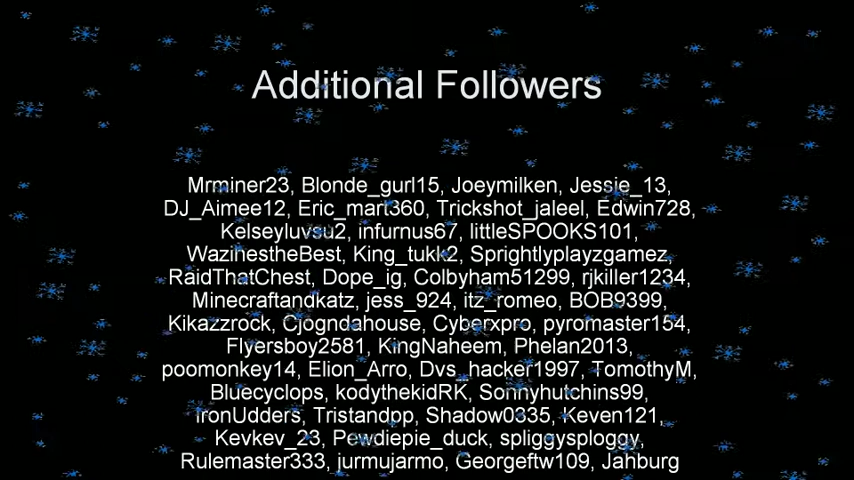 Additional Followers
Mrminer23, Blonde_gurl15, Joeymilken, Jessie_13,
DJ_Aimee12, Eric_mart360, Trickshot_jaleel, Edwin728,
Kelseyluvsu2, infurnus67, littleSPOOKS101,
WazinestheBest, King_tukk2, Sprightlyplayzgamez,
RaidThatChest, Dope_ig, Colbyham51299, rjkiller1234,
Minecraftandkatz, jess_924, itz_romeo, BOB9399,
Kikazzrock, Cjogndahouse, Cyberxpro, pyromaster154,
Flyersboy2581, KingNaheem, Phelan2013,
poomonkey14, Elion_Arro, Dvs_hacker1997, TomothyM,
Bluecyclops, kodythekidRK, Sonnyhutchins99,
IronUdders, Tristandpp, Shadow0335, Keven121,
Kevkev_23, Pewdiepie_duck, spliggysploggy,
Rulemaster333, jurmujarmo, Georgeftw109, Jahburg